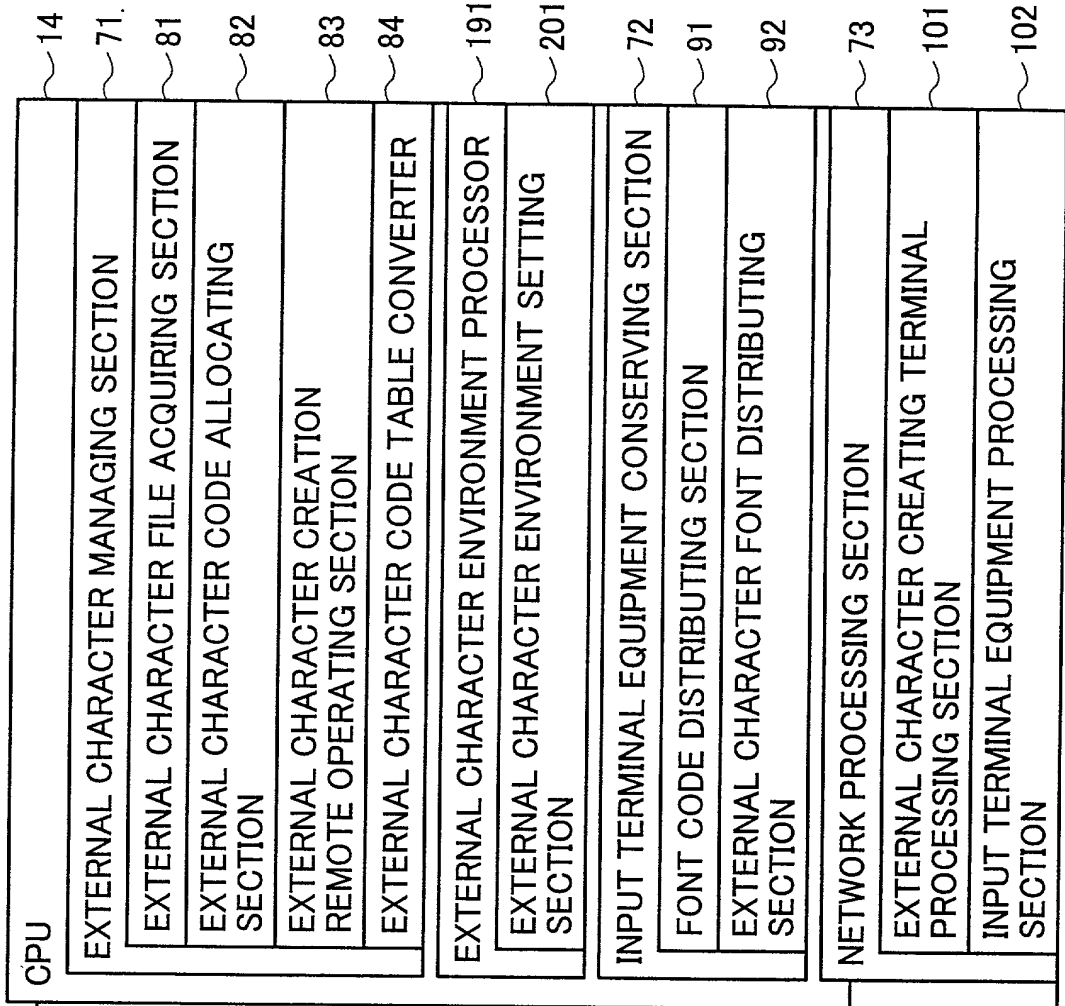 CPU 14
EXTERNAL CHARACTER MANAGING SECTION 71.
EXTERNAL CHARACTER FILE ACQUIRING SECTION 81
EXTERNAL CHARACTER CODE ALLOCATING 82
SECTION
EXTERNAL CHARACTER CREATION 83
REMOTE OPERATING SECTION
EXTERNAL CHARACTER CODE TABLE CONVERTER 84
EXTERNAL CHARACTER ENVIRONMENT PROCESSOR 191
EXTERNAL CHARACTER ENVIRONMENT SETTING 201
SECTION
INPUT TERMINAL EQUIPMENT CONSERVING SECTION 72
FONT CODE DISTRIBUTING SECTION 91
EXTERNAL CHARACTER FONT DISTRIBUTING 92
SECTION
NETWORK PROCESSING SECTION 73
EXTERNAL CHARACTER CREATING TERMINAL 101
PROCESSING SECTION
INPUT TERMINAL EQUIPMENT PROCESSING 102
SECTION